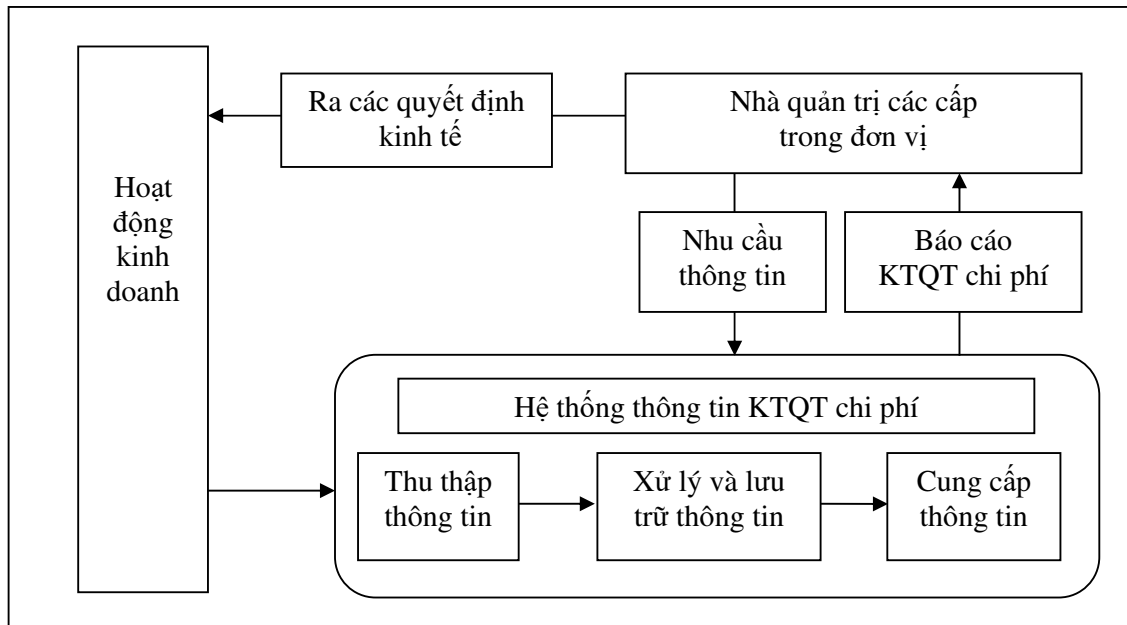 Ra các quyết định
kinh tế
Nhà quản trị các cấp
trong đơn vị
Hoạt
động
kinh
doanh
Nhu cầu
thông tin
Báo cáo
KTQT chi phí
Hệ thống thông tin KTQT chi phí
Thu thập
thông tin
Xử lý và lưu
trữ thông tin
Cung cấp
thông tin